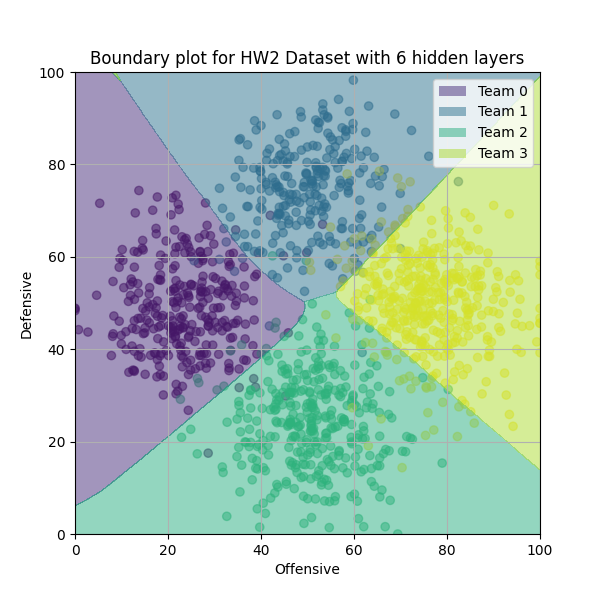 Boundary plot for HW2 Dataset with 6 hidden layers
100
80
60
40
20
0
Defensive
Team 0
Team 1
Team 2
Team 3
0 20 40 60 80 100
Offensive